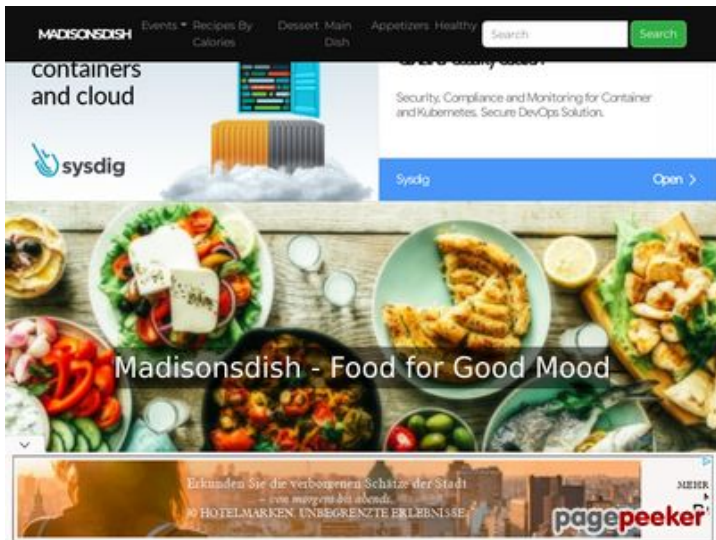 MADISONSDISH
Events
Recipes By
Calories
Dessert
Main
Dish
Appetizers
Healthy
Search
Search
containers
and cloud
sysdig
Security, Compliance and Monitoring for Container
and Kubernetes. Secure DevOps Solution.
Sysdig
Open
Madisonsdish - Food for Good Mood
Erkunden Sie die verborgenen Schätze der Stadt
– von morgens bis abends.
HOTELMARKEN. UNBEGRENZTE ERLEBNISSE.
MEHR
pagepeeker